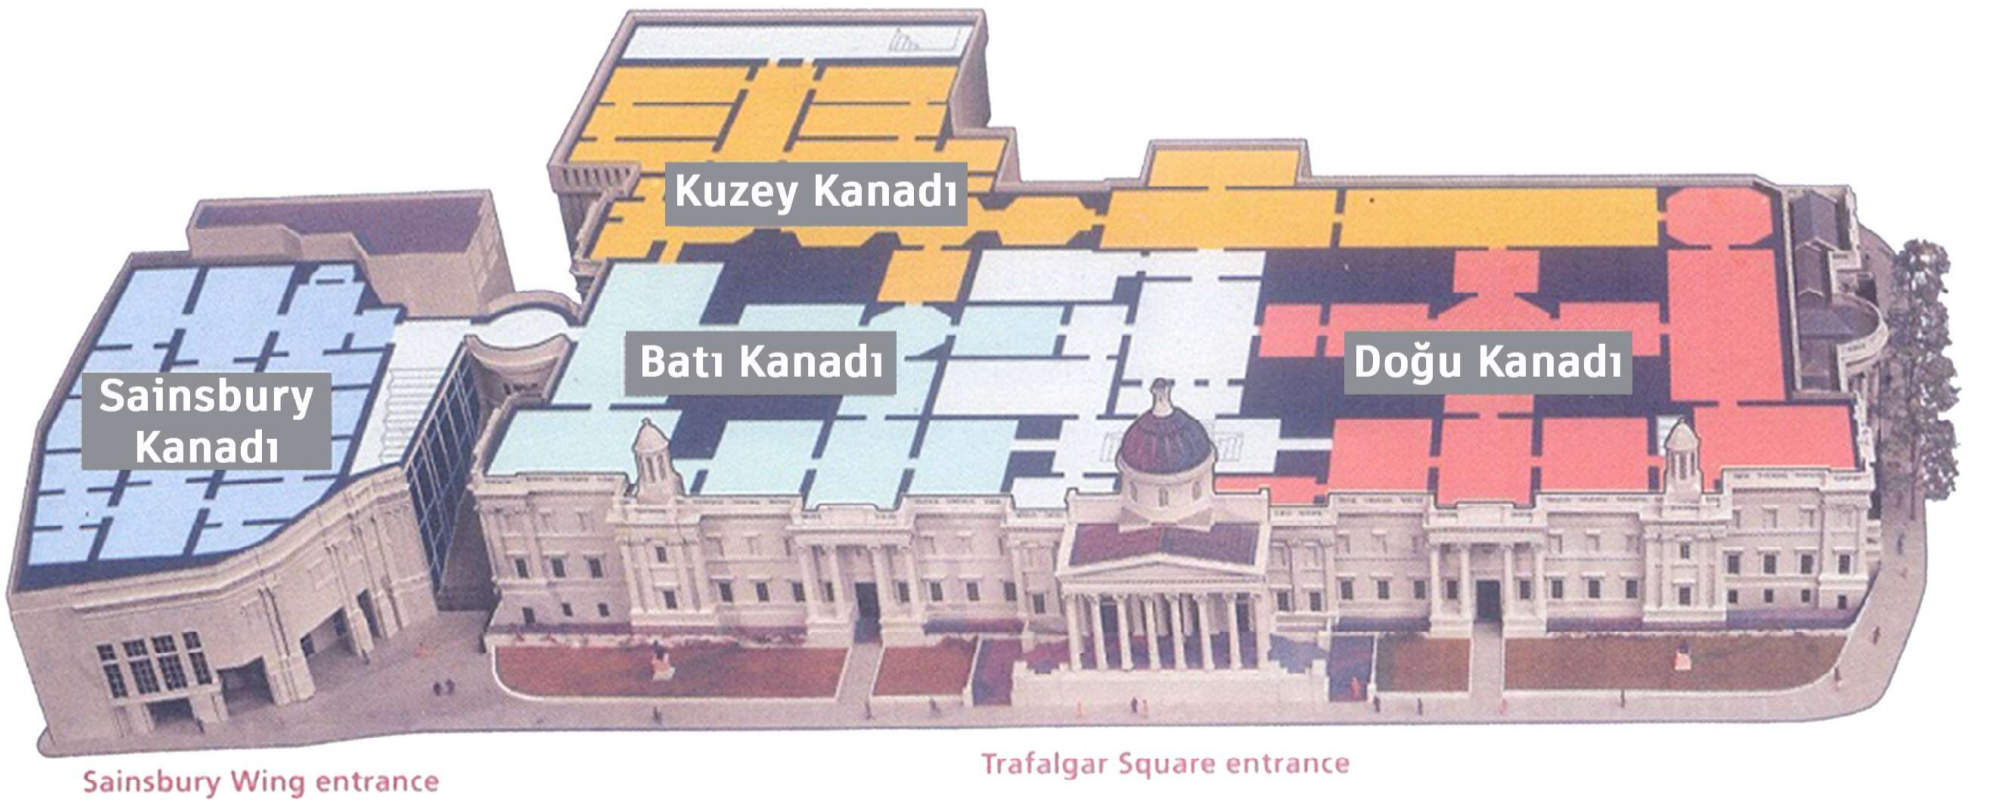 Kuzey Kanadı
Batı Kanadı
Doğu Kanadı
Sainsbury
Kanadı
Trafalgar Square entrance
Sainsbury Wing entrance